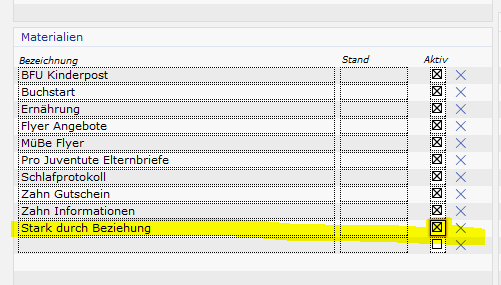 Materialien
Bezeichnung Stand Aktiv
BFU Kinderpost
Buchstart
Ernährung
Flyer Angebote
MüBe Flyer
Pro Juventute Elternbriefe
Schlafprotokoll
Zahn Gutschein
Zahn Informationen
Stark durch Beziehung